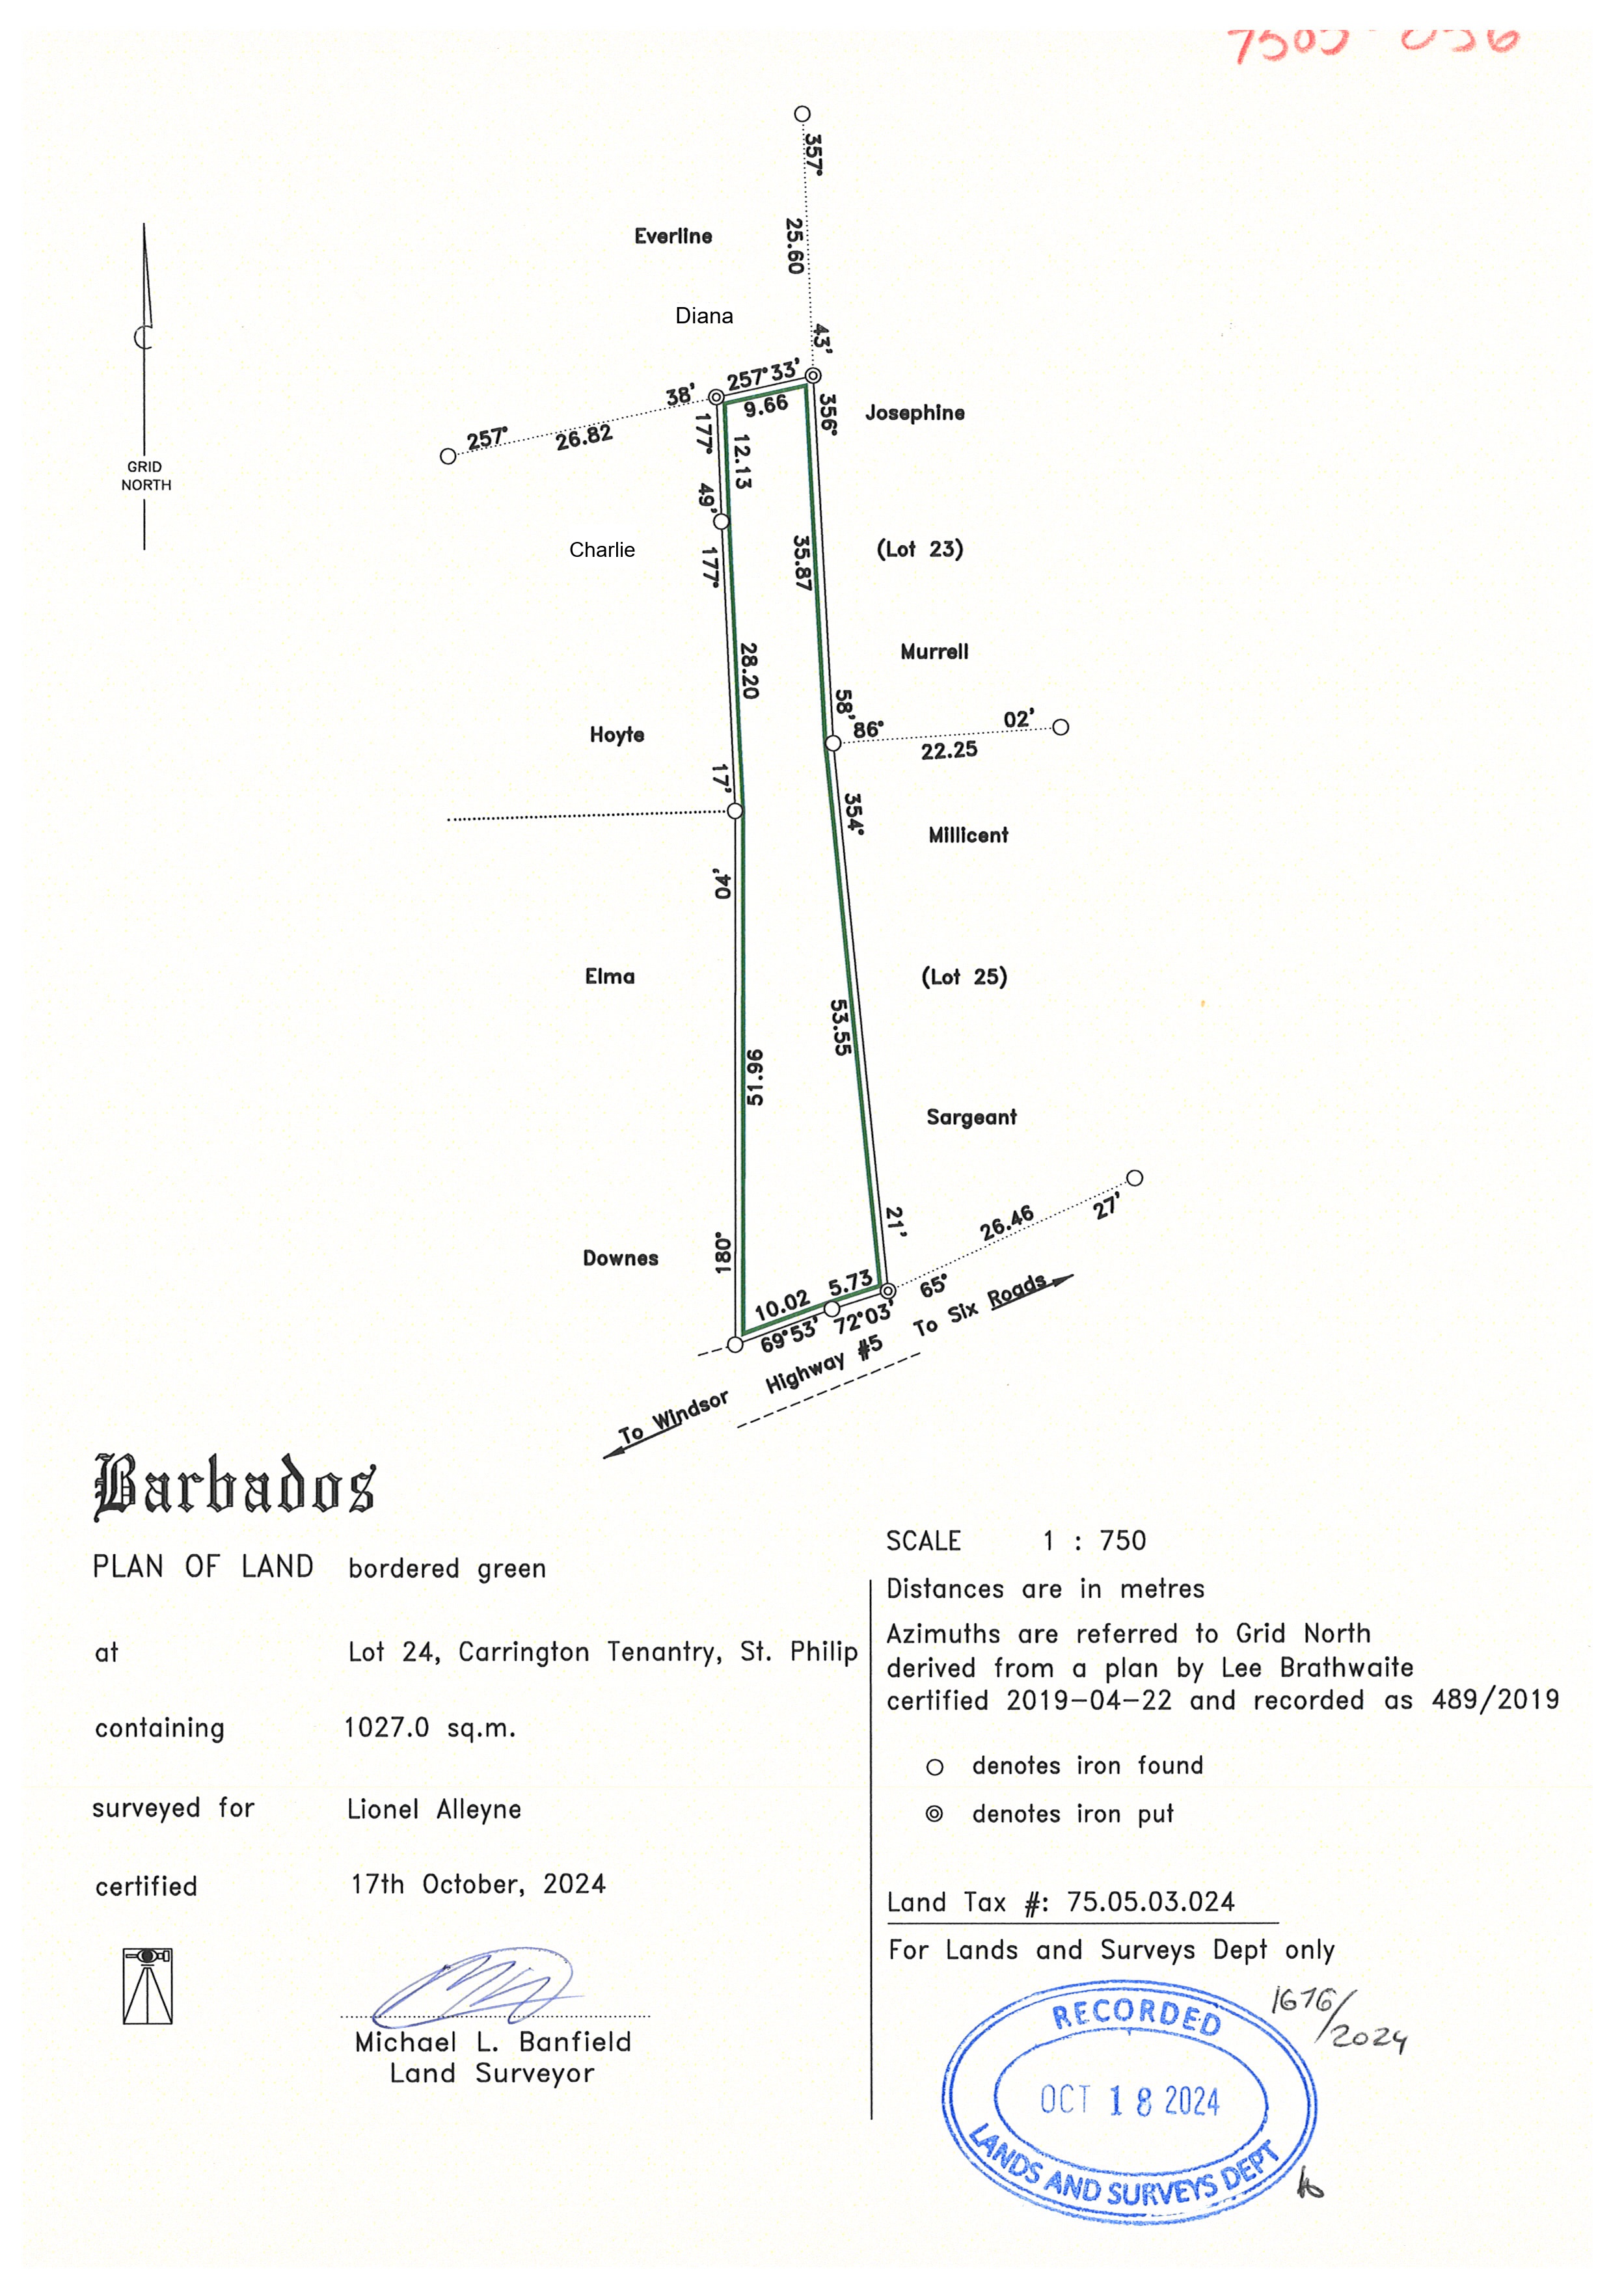 357°
25.60
43'
Everline
Diana
257°33'
9.66
38'
26.82
257°
356°
35.87
58'
Josephine
(Lot 23)
Murrell
177°
12.13
49'
177°
28.20
17'
Charlie
Hoyte
GRID
NORTH
86°
02'
22.25
354°
53.55
21'
Millicent
(Lot 25)
Sargeant
04'
51.96
180°
Elma
Downes
26.46
27'
65°
10.02
5.73
69°53'
72°03'
To Six Roads
Highway #5
To Windsor
Barbados
PLAN OF LAND bordered green
at Lot 24, Carrington Tenantry, St. Philip
containing 1027.0 sq.m.
surveyed for Lionel Alleyne
certified 17th October, 2024
Michael L. Banfield
Land Surveyor
SCALE 1 : 750
Distances are in metres
Azimuths are referred to Grid North
derived from a plan by Lee Brathwaite
certified 2019-04-22 and recorded as 489/2019
denotes iron found
denotes iron put
Land Tax #: 75.05.03.024
For Lands and Surveys Dept only
RECORDED
OCT 18 2024
LANDS AND SURVEYS DEPT
1676/
2024